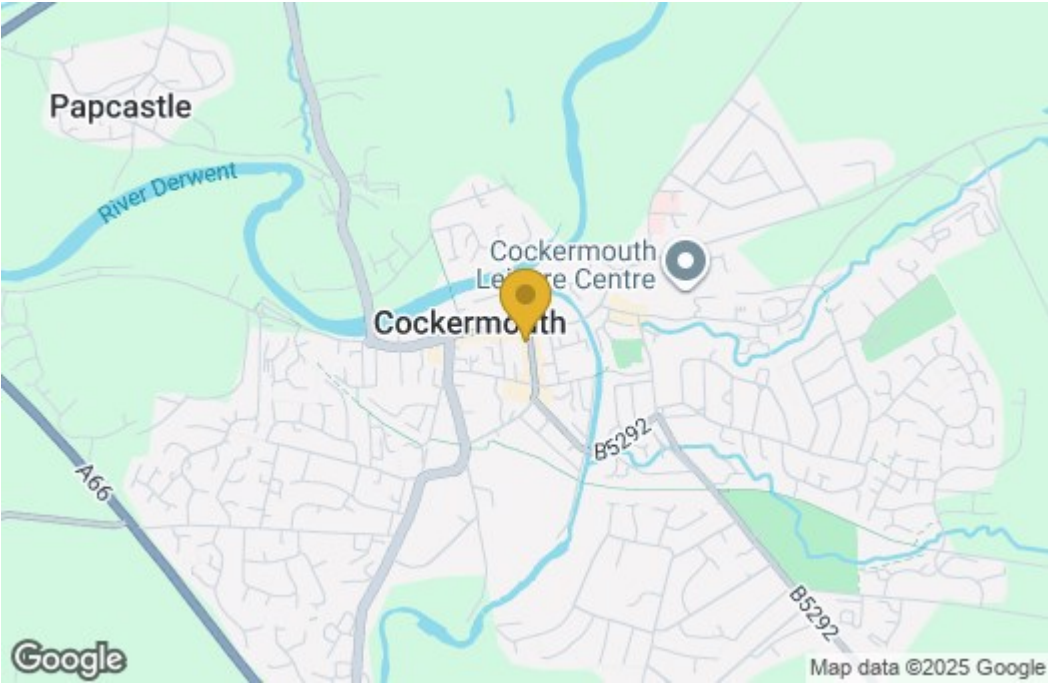 Papcastle
River Derwent
Cockermouth
Leisure Centre
Cockermouth
B5292
A66
B5292
Google
Map data ©2025 Google